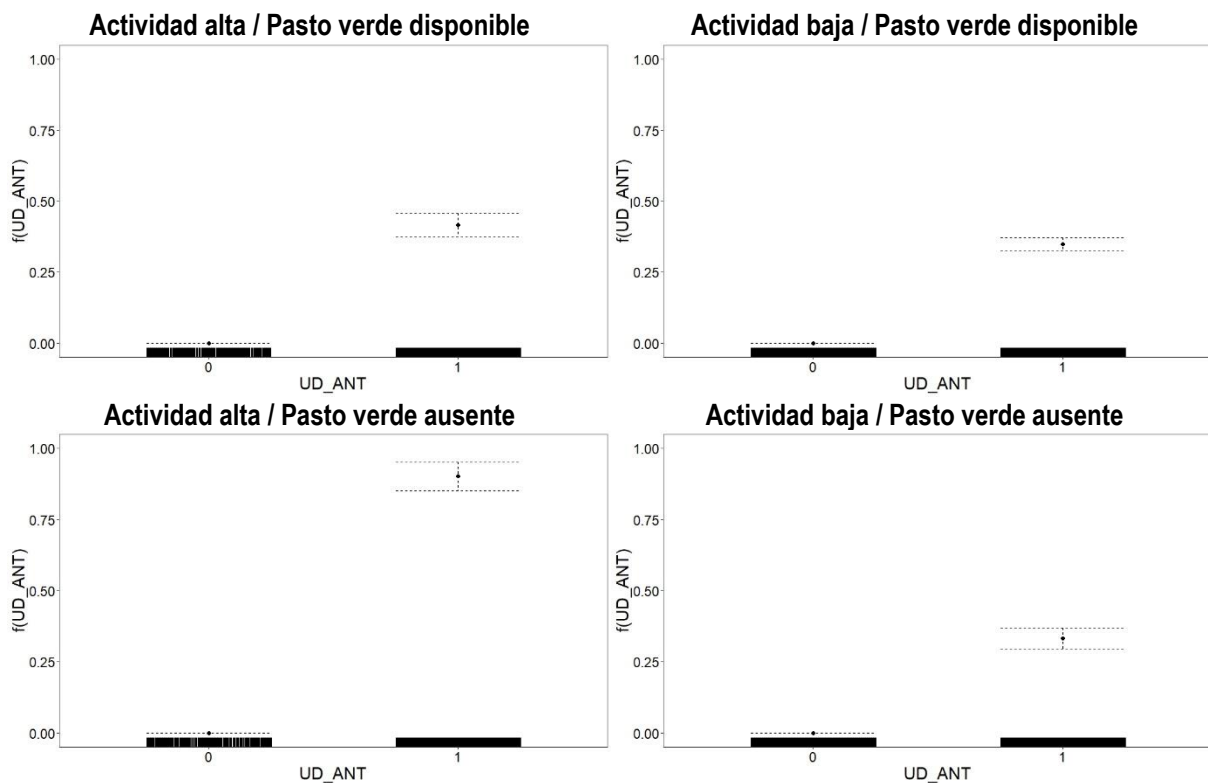 Actividad alta / Pasto verde disponible
1.00
0.75
0.50
0.25
0.00
f(UD_ANT)
0 1
UD_ANT
Actividad baja / Pasto verde disponible
1.00
0.75
0.50
0.25
0.00
f(UD_ANT)
0 1
UD_ANT
Actividad alta / Pasto verde ausente
1.00
0.75
0.50
0.25
0.00
f(UD_ANT)
0 1
UD_ANT
Actividad baja / Pasto verde ausente
1.00
0.75
0.50
0.25
0.00
f(UD_ANT)
0 1
UD_ANT